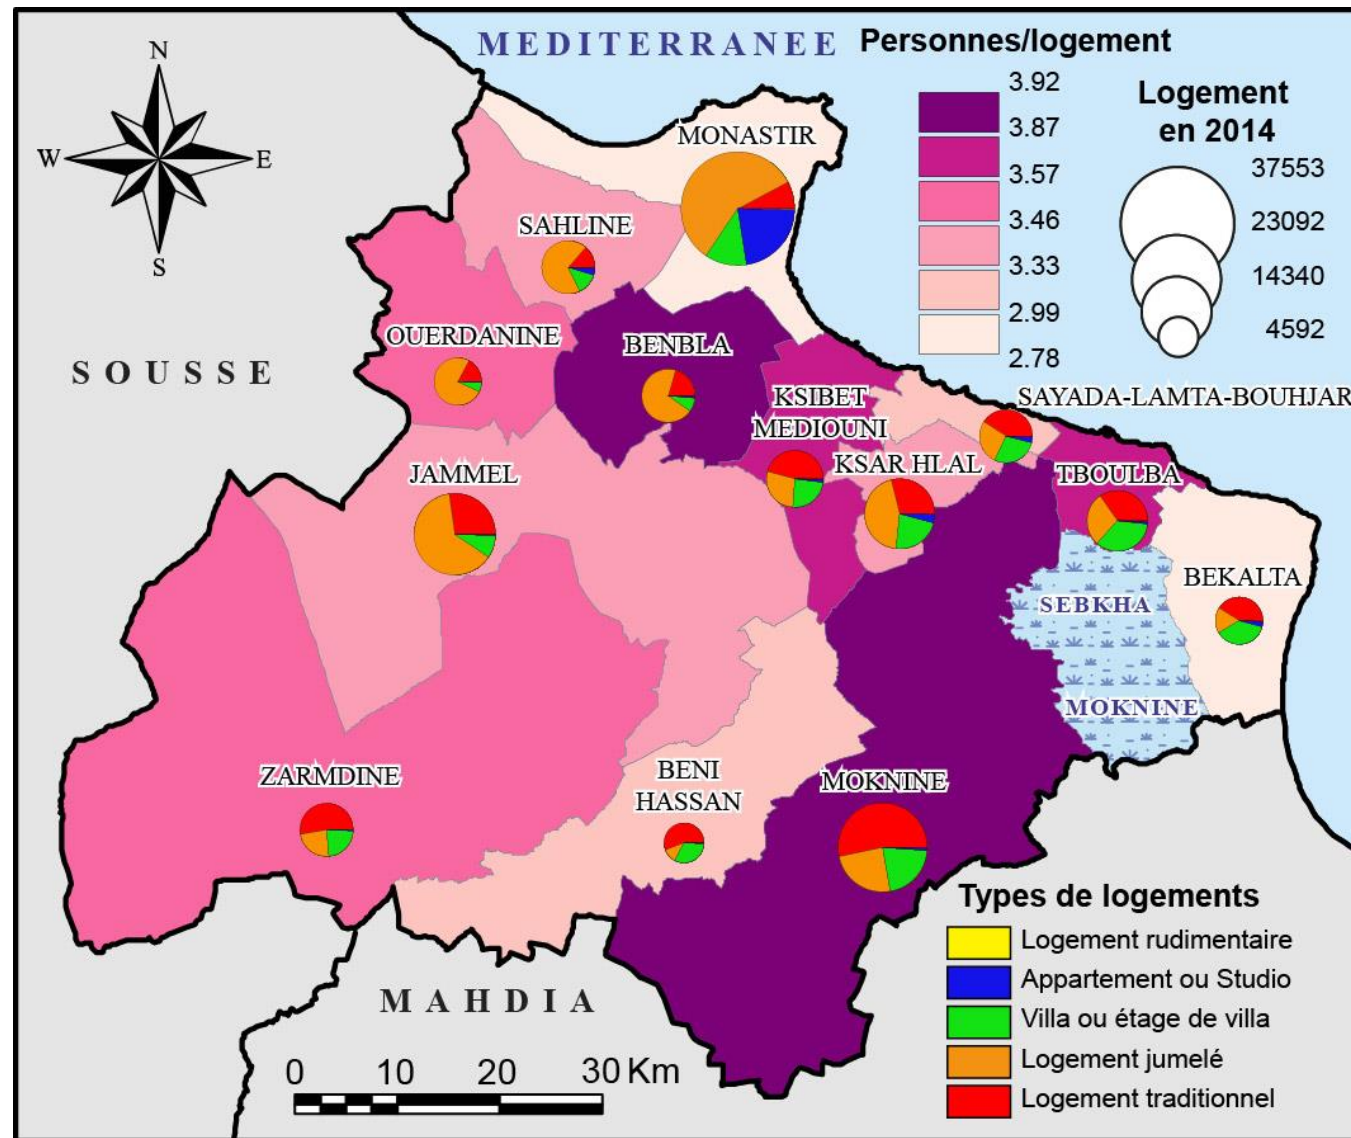 N
W
E
S
MEDITERRANEE
Personnes/logement
3.92
3.87
3.57
3.46
3.33
2.99
2.78
Logement
en 2014
37553
23092
14340
4592
MONASTIR
SAHLINE
OUERDANINE
BENBLA
SOUSSE
KSIBET
MEDIOUNI
SAYADA-LAMTA-BOUHJAR
KSAR HLAL
TBOULBA
JAMMEL
BEKALTA
SEBKHA
MOKNINE
ZARMDINE
BENI
HASSAN
MOKNINE
MAHDIA
0 10 20 30 Km
Types de logements
Logement rudimentaire
Appartement ou Studio
Villa ou étage de villa
Logement jumelé
Logement traditionnel